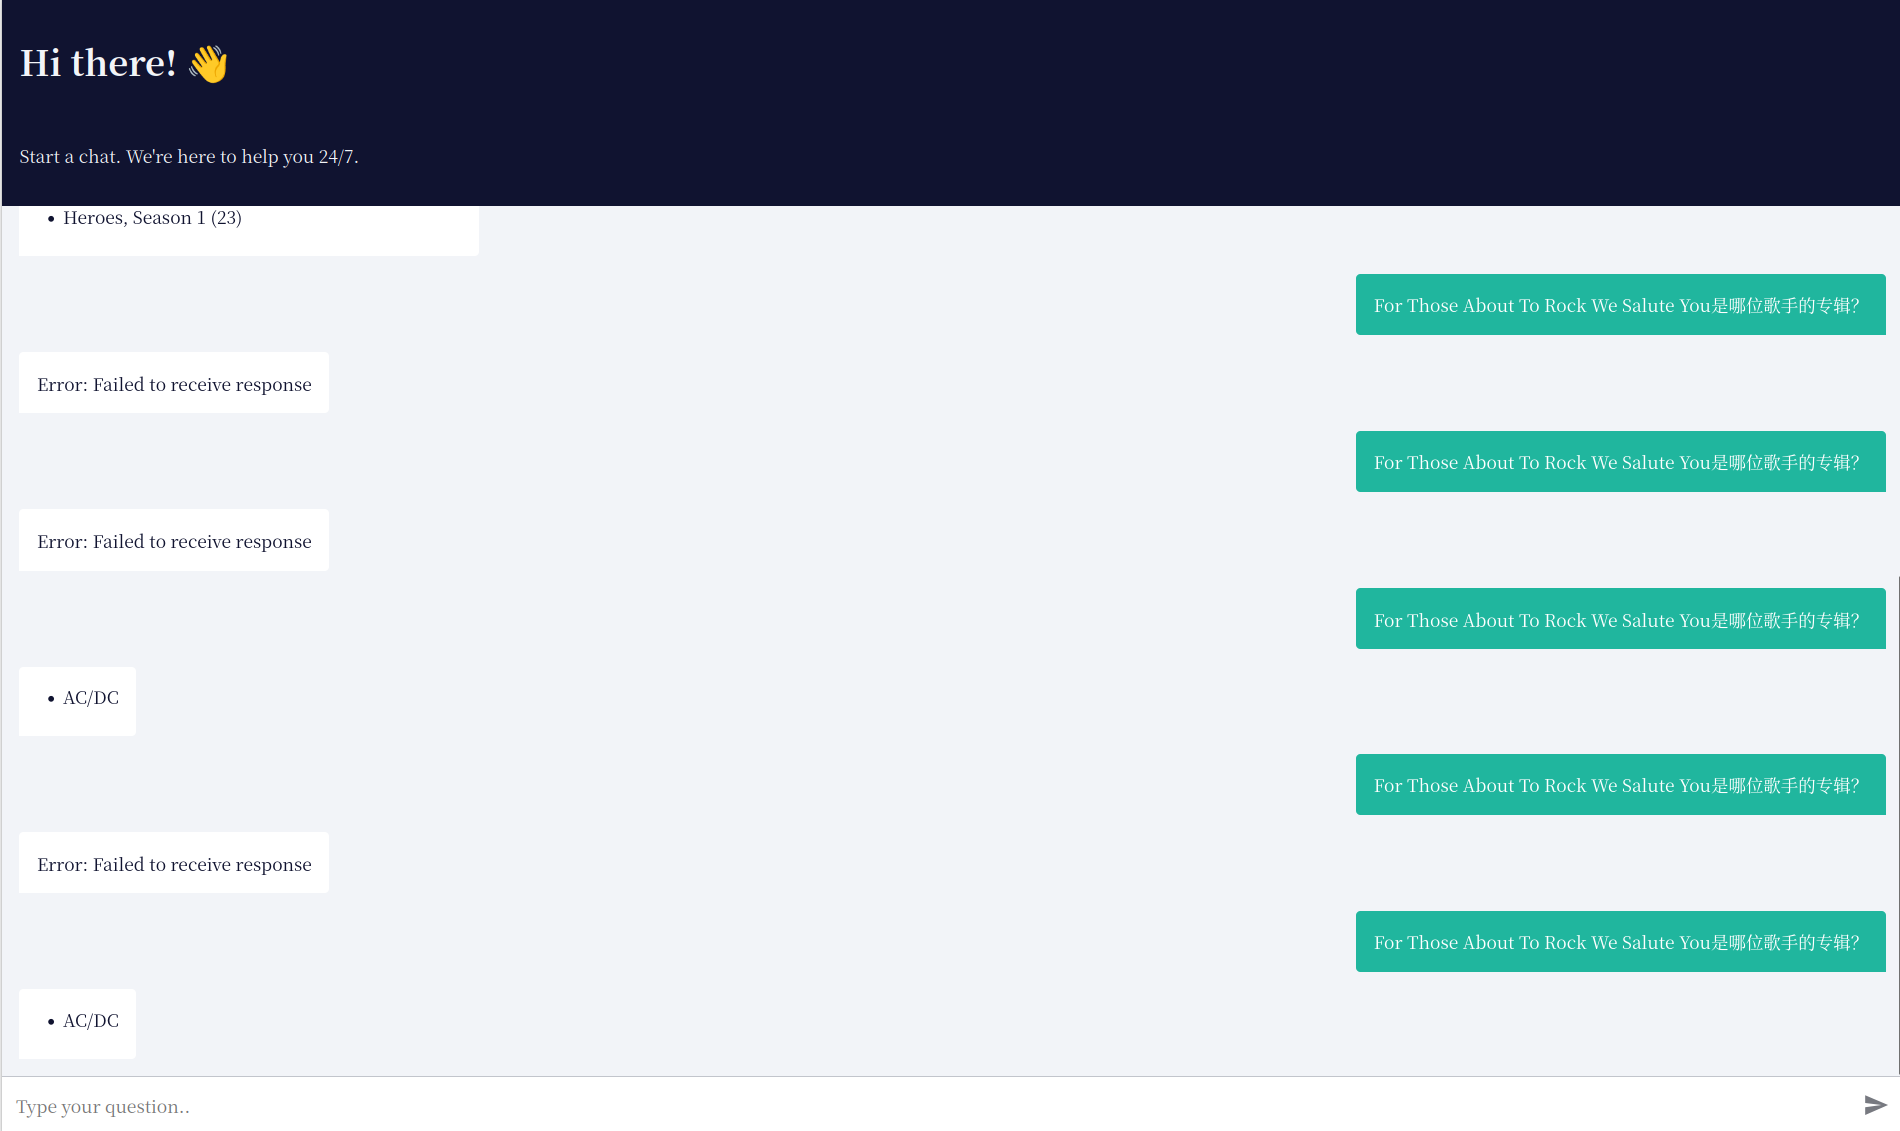 Hi there! 👋
Start a chat. We're here to help you 24/7.
• Heroes, Season 1 (23)
For Those About To Rock We Salute You是哪位歌手的专辑？
Error: Failed to receive response
For Those About To Rock We Salute You是哪位歌手的专辑？
Error: Failed to receive response
For Those About To Rock We Salute You是哪位歌手的专辑？
• AC/DC
For Those About To Rock We Salute You是哪位歌手的专辑？
Error: Failed to receive response
For Those About To Rock We Salute You是哪位歌手的专辑？
• AC/DC
Type your question..